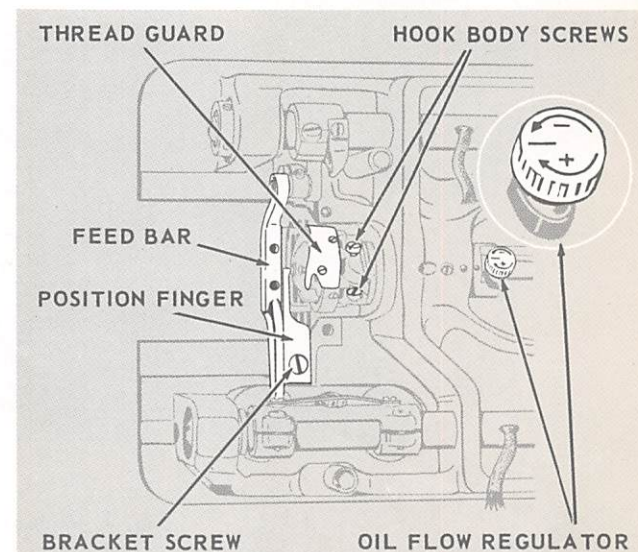 THREAD GUARD
HOOK BODY SCREWS
FEED BAR
POSITION FINGER
BRACKET SCREW
OIL FLOW REGULATOR
−
+
−
+